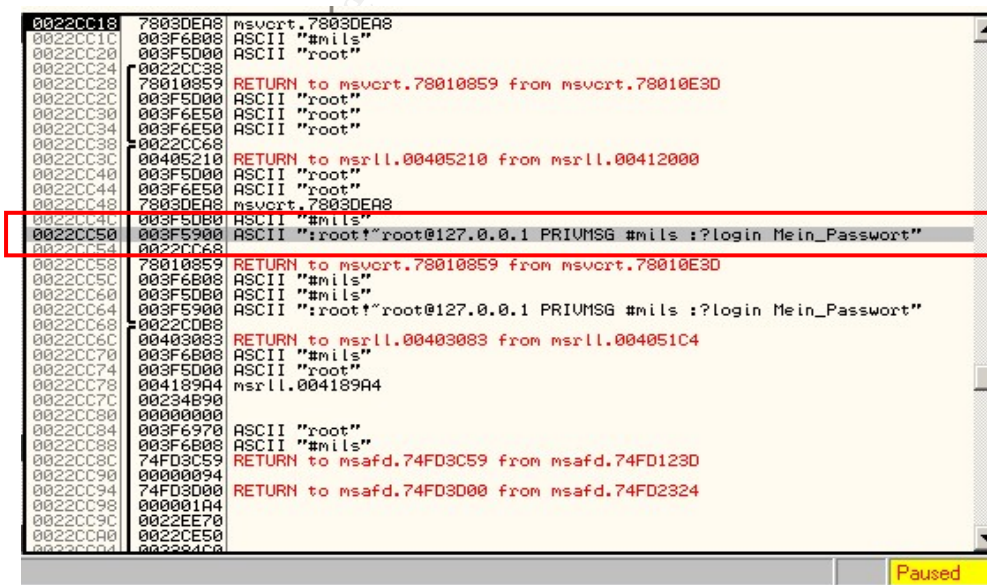 0022CC18 7803DEA8 msvcrt.7803DEA8
0022CC1C 003F6B08 ASCII "#mils"
0022CC20 003F5D00 ASCII "root"
0022CC24 0022CC38
0022CC28 78010859 RETURN to msvcrt.78010859 from msvcrt.78010E3D
0022CC2C 003F5D00 ASCII "root"
0022CC30 003F6E50 ASCII "root"
0022CC34 003F6E50 ASCII "root"
0022CC38 0022CC68
0022CC3C 00405210 RETURN to msrll.00405210 from msrll.00412000
0022CC40 003F5D00 ASCII "root"
0022CC44 003F6E50 ASCII "root"
0022CC48 7803DEA8 msvcrt.7803DEA8
0022CC4C 003F5DB0 ASCII "#mils"
0022CC50 003F5900 ASCII ":root!~root@127.0.0.1 PRIVMSG #mils :?login Mein_Passwort"
0022CC54 0022CC68
0022CC58 78010859 RETURN to msvcrt.78010859 from msvcrt.78010E3D
0022CC5C 003F6B08 ASCII "#mils"
0022CC60 003F5DB0 ASCII "#mils"
0022CC64 003F5900 ASCII ":root!~root@127.0.0.1 PRIVMSG #mils :?login Mein_Passwort"
0022CC68 0022CDB8
0022CC6C 00403083 RETURN to msrll.00403083 from msrll.004051C4
0022CC70 003F6B08 ASCII "#mils"
0022CC74 003F5D00 ASCII "root"
0022CC78 004189A4 msrll.004189A4
0022CC7C 00234B90
0022CC80 00000000
0022CC84 003F6970 ASCII "root"
0022CC88 003F6B08 ASCII "#mils"
0022CC8C 74FD3C59 RETURN to msafd.74FD3C59 from msafd.74FD123D
0022CC90 00000094
0022CC94 74FD3D00 RETURN to msafd.74FD3D00 from msafd.74FD2324
0022CC98 000001A4
0022CC9C 0022EE70
0022CCA0 0022CE50
Paused